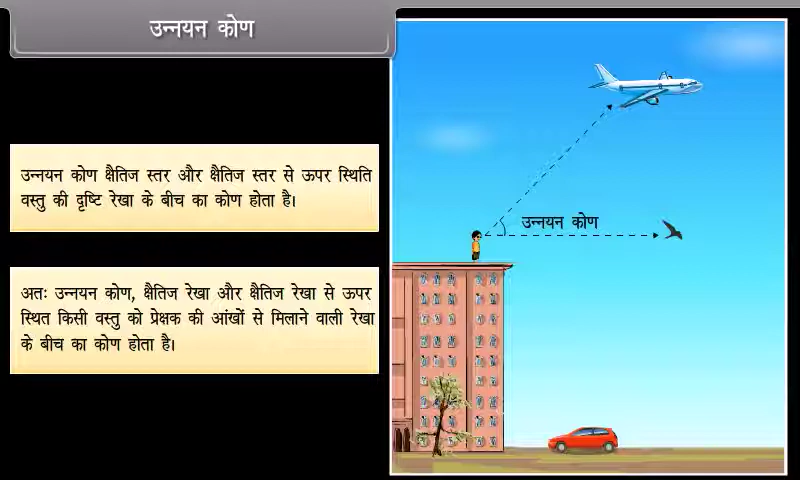 उन्नयन कोण
उन्नयन कोण क्षैतिज स्तर और क्षैतिज स्तर से ऊपर स्थिति
वस्तु की दृष्टि रेखा के बीच का कोण होता है।
अतः उन्नयन कोण, क्षैतिज रेखा और क्षैतिज रेखा से ऊपर
स्थित किसी वस्तु को प्रेक्षक की आंखों से मिलाने वाली रेखा
के बीच का कोण होता है।
उन्नयन कोण